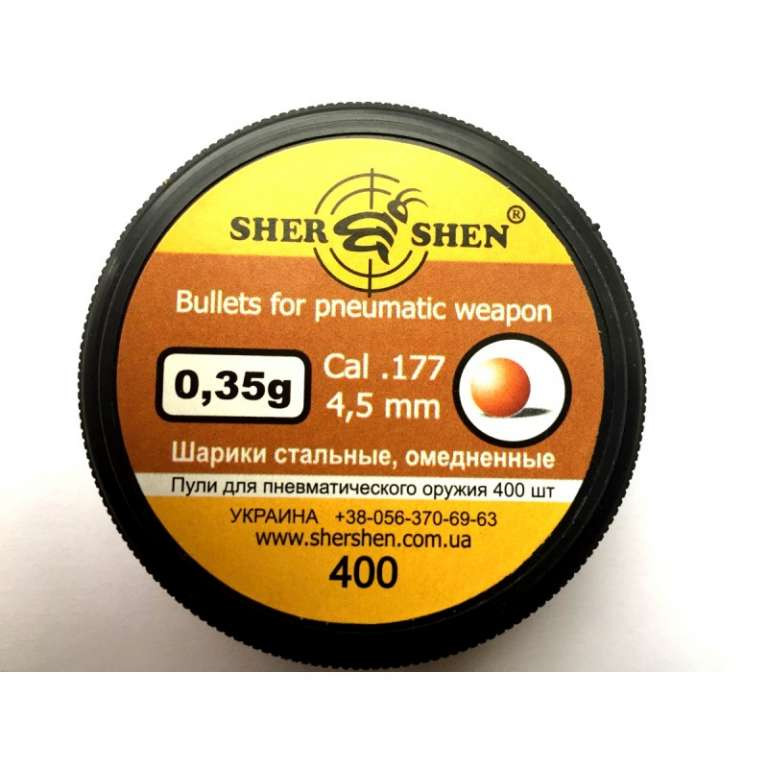 SHER SHEN®
Bullets for pneumatic weapon
0,35g
Cal .177
4,5 mm
Шарики стальные, омедненные
Пули для пневматического оружия 400 шт
УКРАИНА +38-056-370-69-63
www.shershen.com.ua
400